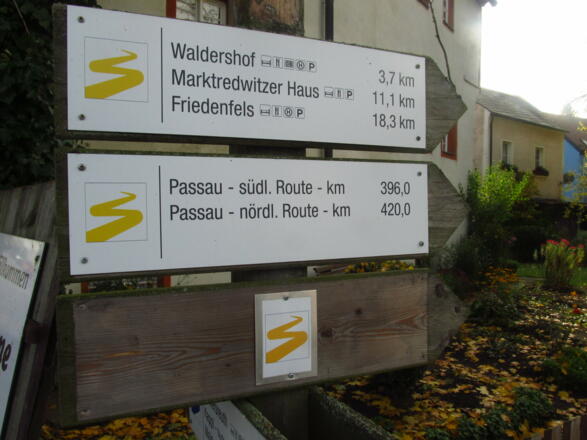 Waldershof P 3,7 km
Marktredwitzer Haus P 11,1 km
Friedenfels P 18,3 km
Passau - südl. Route - km 396,0
Passau - nördl. Route - km 420,0